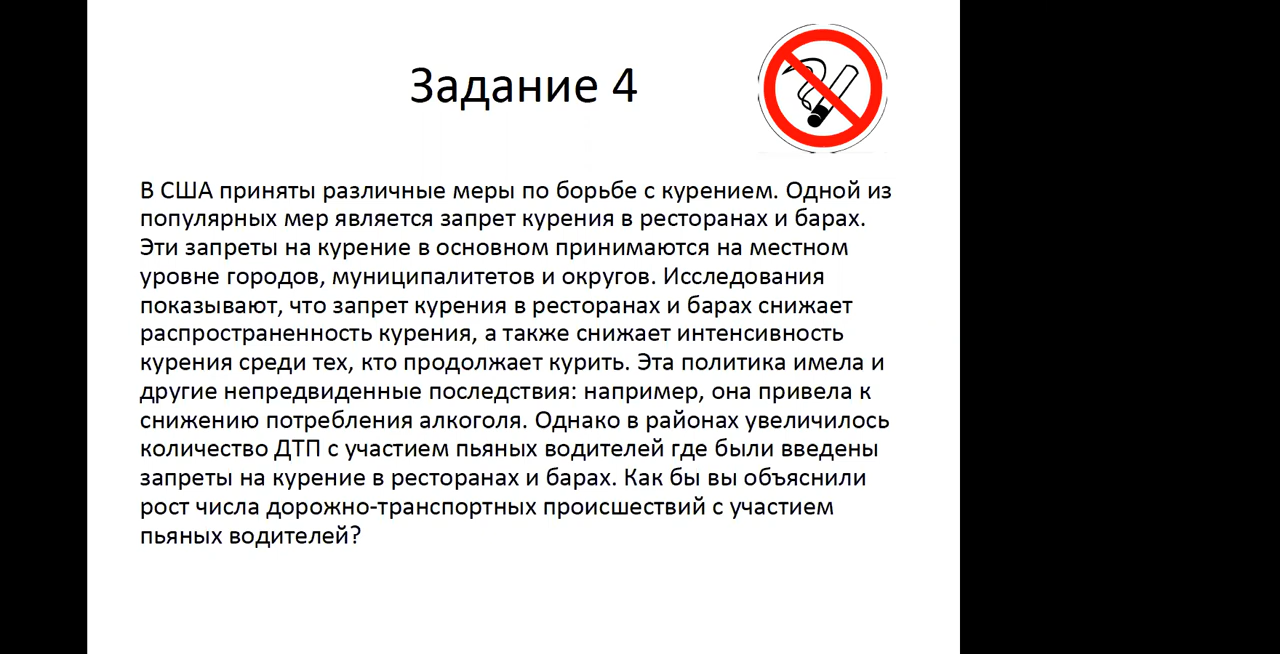 Задание 4
В США приняты различные меры по борьбе с курением. Одной из
популярных мер является запрет курения в ресторанах и барах.
Эти запреты на курение в основном принимаются на местном
уровне городов, муниципалитетов и округов. Исследования
показывают, что запрет курения в ресторанах и барах снижает
распространенность курения, а также снижает интенсивность
курения среди тех, кто продолжает курить. Эта политика имела и
другие непредвиденные последствия: например, она привела к
снижению потребления алкоголя. Однако в районах увеличилось
количество ДТП с участием пьяных водителей где были введены
запреты на курение в ресторанах и барах. Как бы вы объяснили
рост числа дорожно-транспортных происшествий с участием
пьяных водителей?